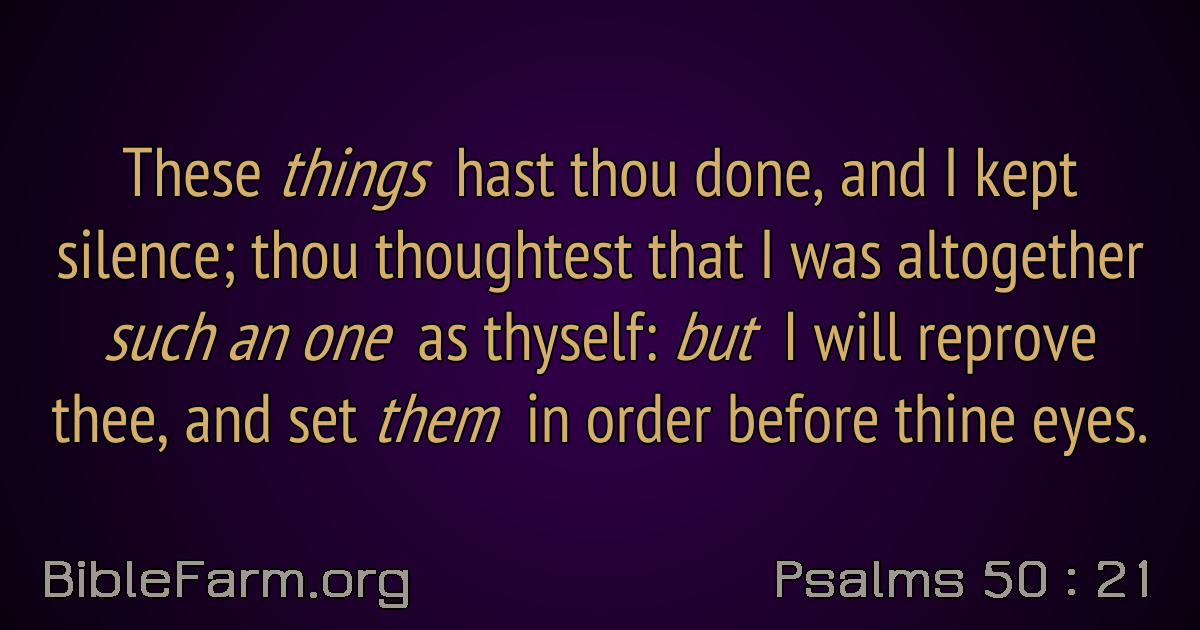 These things hast thou done, and I kept
silence; thou thoughtest that I was altogether
such an one as thyself: but I will reprove
thee, and set them in order before thine eyes.
BibleFarm.org
Psalms 50 : 21